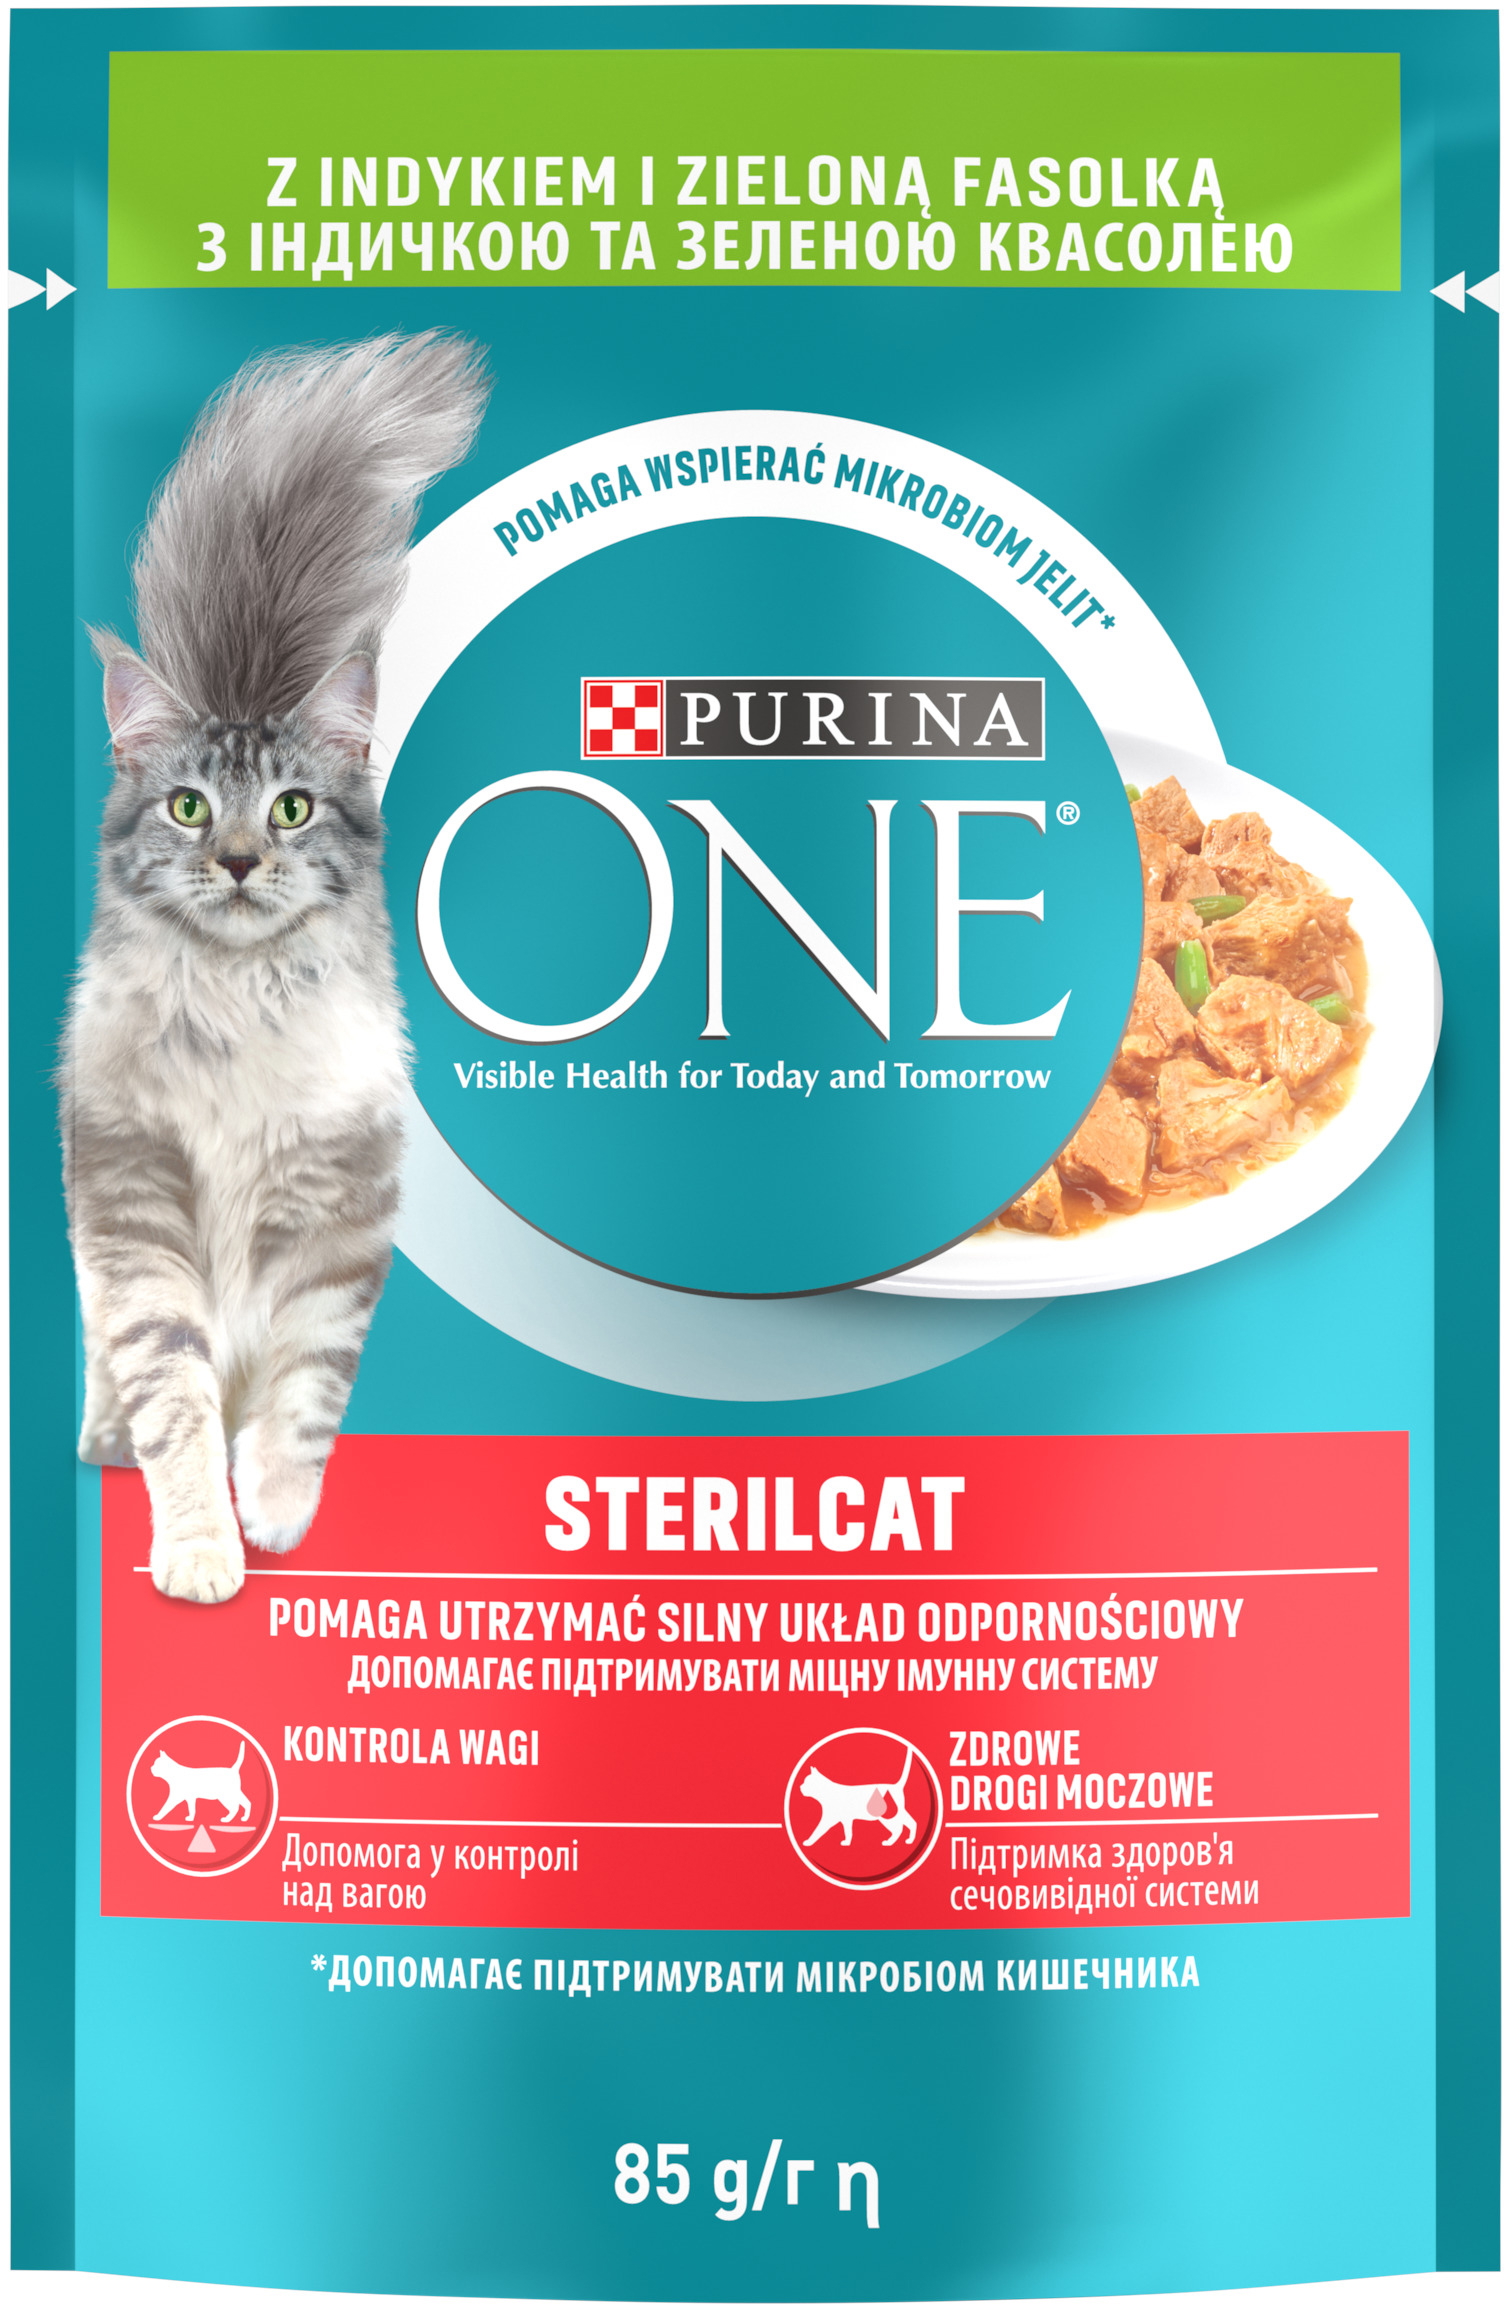 Z INDYKIEM I ZIELONĄ FASOLKĄ
З ІНДИЧКОЮ ТА ЗЕЛЕНОЮ КВАСОЛЕЮ
POMAGA WSPIERAĆ MIKROBIOM JELIT*
PURINA
ONE®
Visible Health for Today and Tomorrow
STERILCAT
POMAGA UTRZYMAĆ SILNY UKŁAD ODPORNOŚCIOWY
ДОПОМАГАЄ ПІДТРИМУВАТИ МІЦНУ ІМУННУ СИСТЕМУ
KONTROLA WAGI
Допомога у контролі
над вагою
ZDROWE
DROGI MOCZOWE
Підтримка здоров'я
сечовивідної системи
*ДОПОМАГАЄ ПІДТРИМУВАТИ МІКРОБІОМ КИШЕЧНИКА
85 g/г η